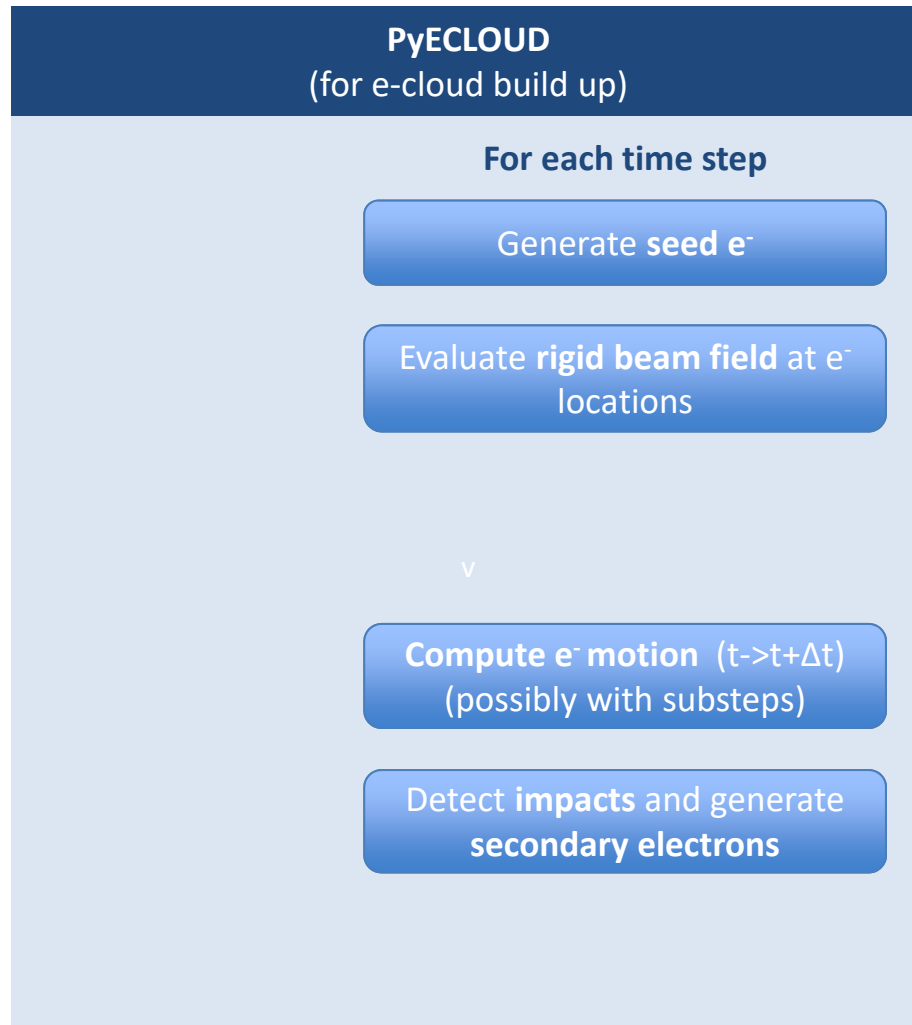 PyECLOUD
(for e-cloud build up)
For each time step
Generate seed e⁻
Evaluate rigid beam field at e⁻
locations
v
Compute e⁻ motion (t->t+Δt)
(possibly with substeps)
Detect impacts and generate
secondary electrons